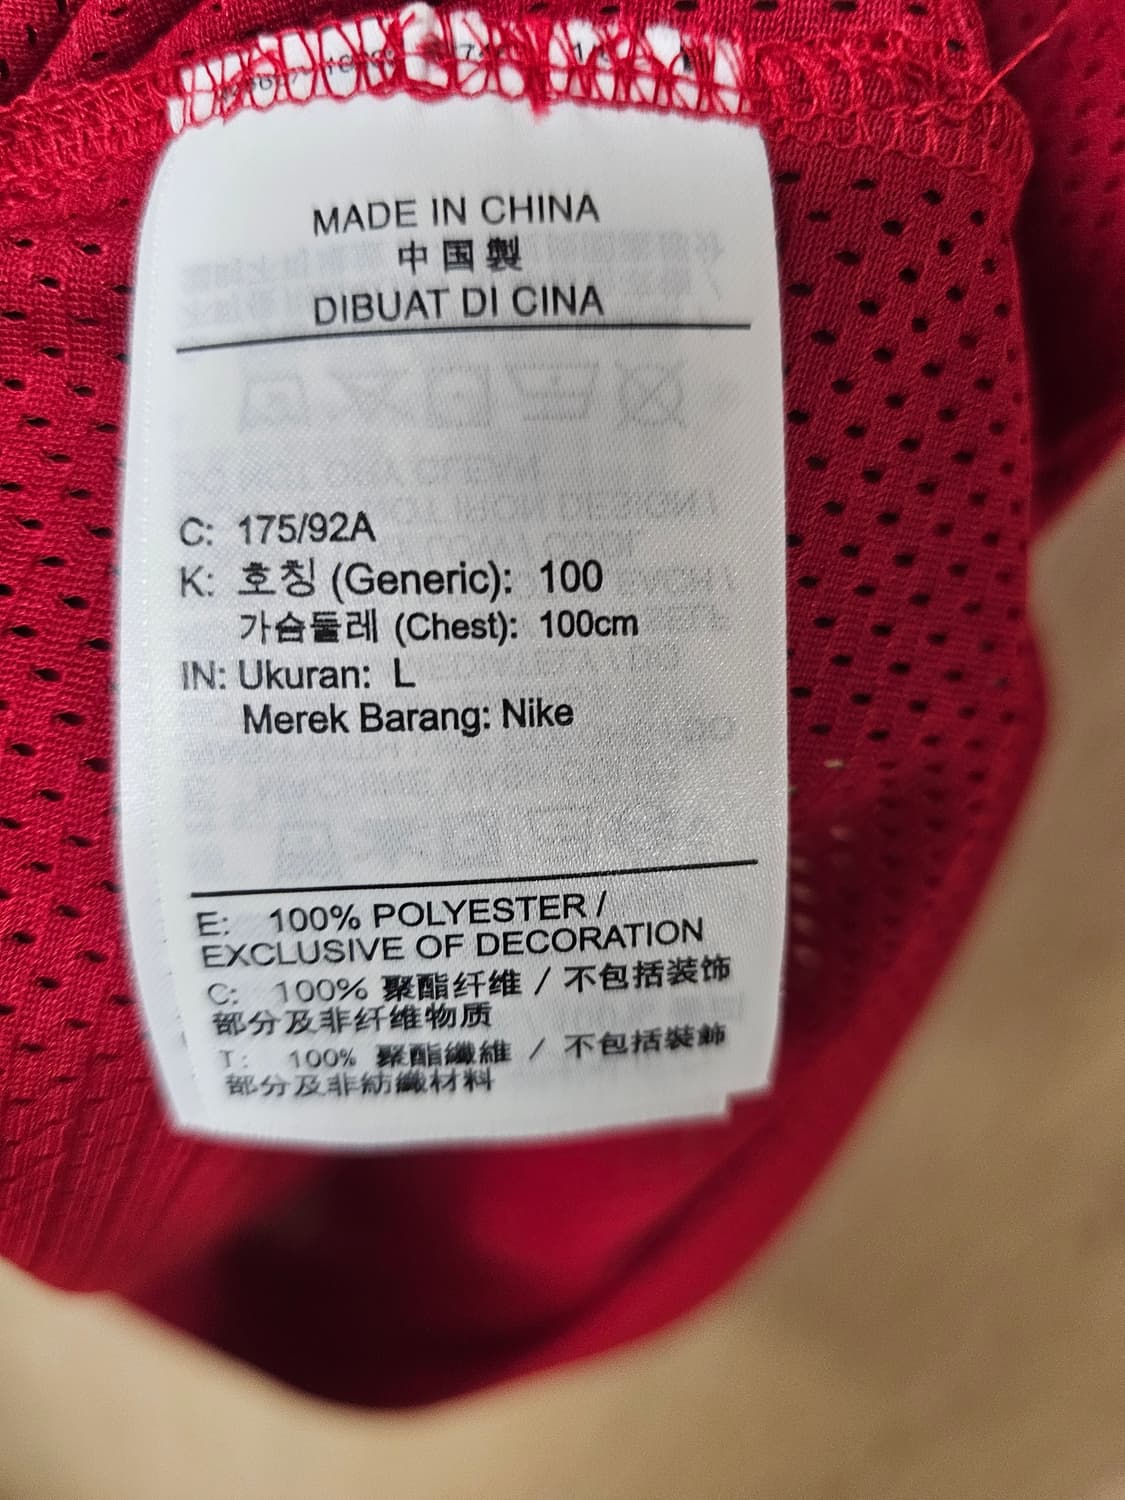 MADE IN CHINA
中国製
DIBUAT DI CINA
C: 175/92A
K: 호칭 (Generic): 100
가슴둘레 (Chest): 100cm
IN: Ukuran: L
Merek Barang: Nike
E: 100% POLYESTER /
EXCLUSIVE OF DECORATION
C: 100% 聚酯纤维 / 不包括装饰
部分及非纤维物质
T: 100% 聚酯纖維 / 不包括裝飾
部分及非紡織材料